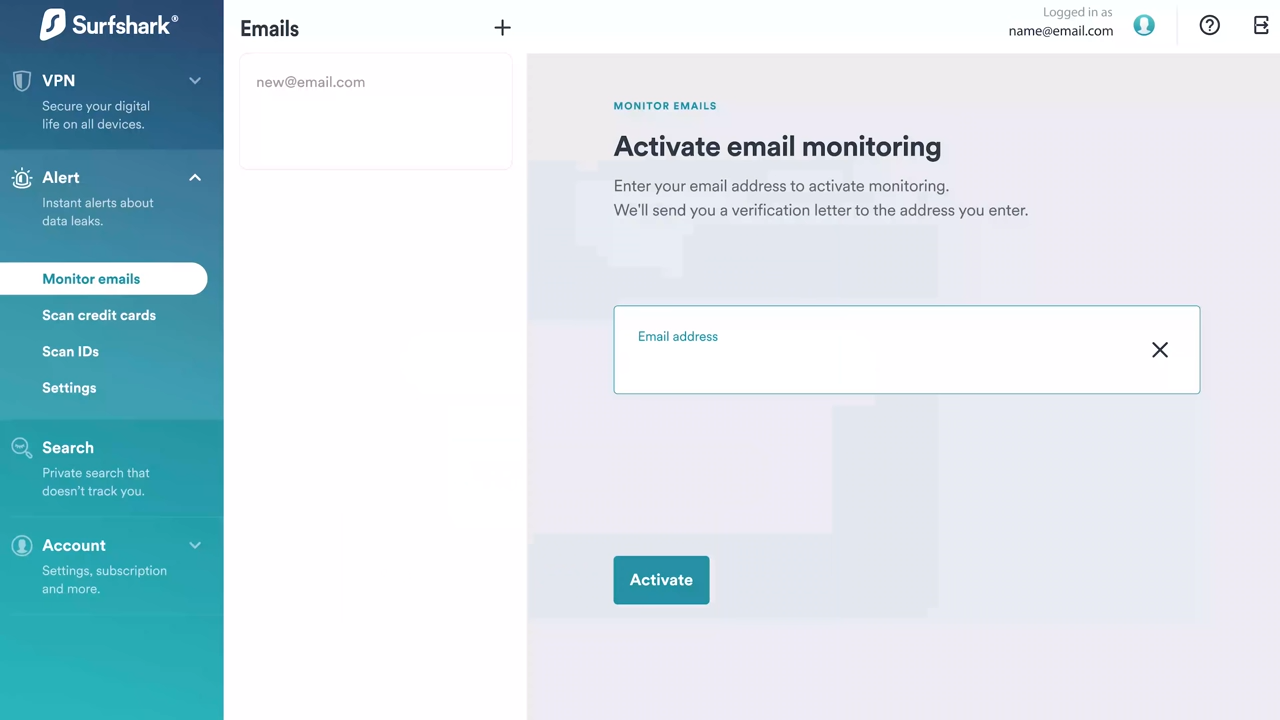 Surfshark®
VPN
Secure your digital
life on all devices.
Alert
Instant alerts about
data leaks.
Monitor emails
Scan credit cards
Scan IDs
Settings
Search
Private search that
doesn't track you.
Account
Settings, subscription
and more.
Emails
new@email.com
Logged in as
name@email.com
MONITOR EMAILS
Activate email monitoring
Enter your email address to activate monitoring.
We'll send you a verification letter to the address you enter.
Email address
Activate